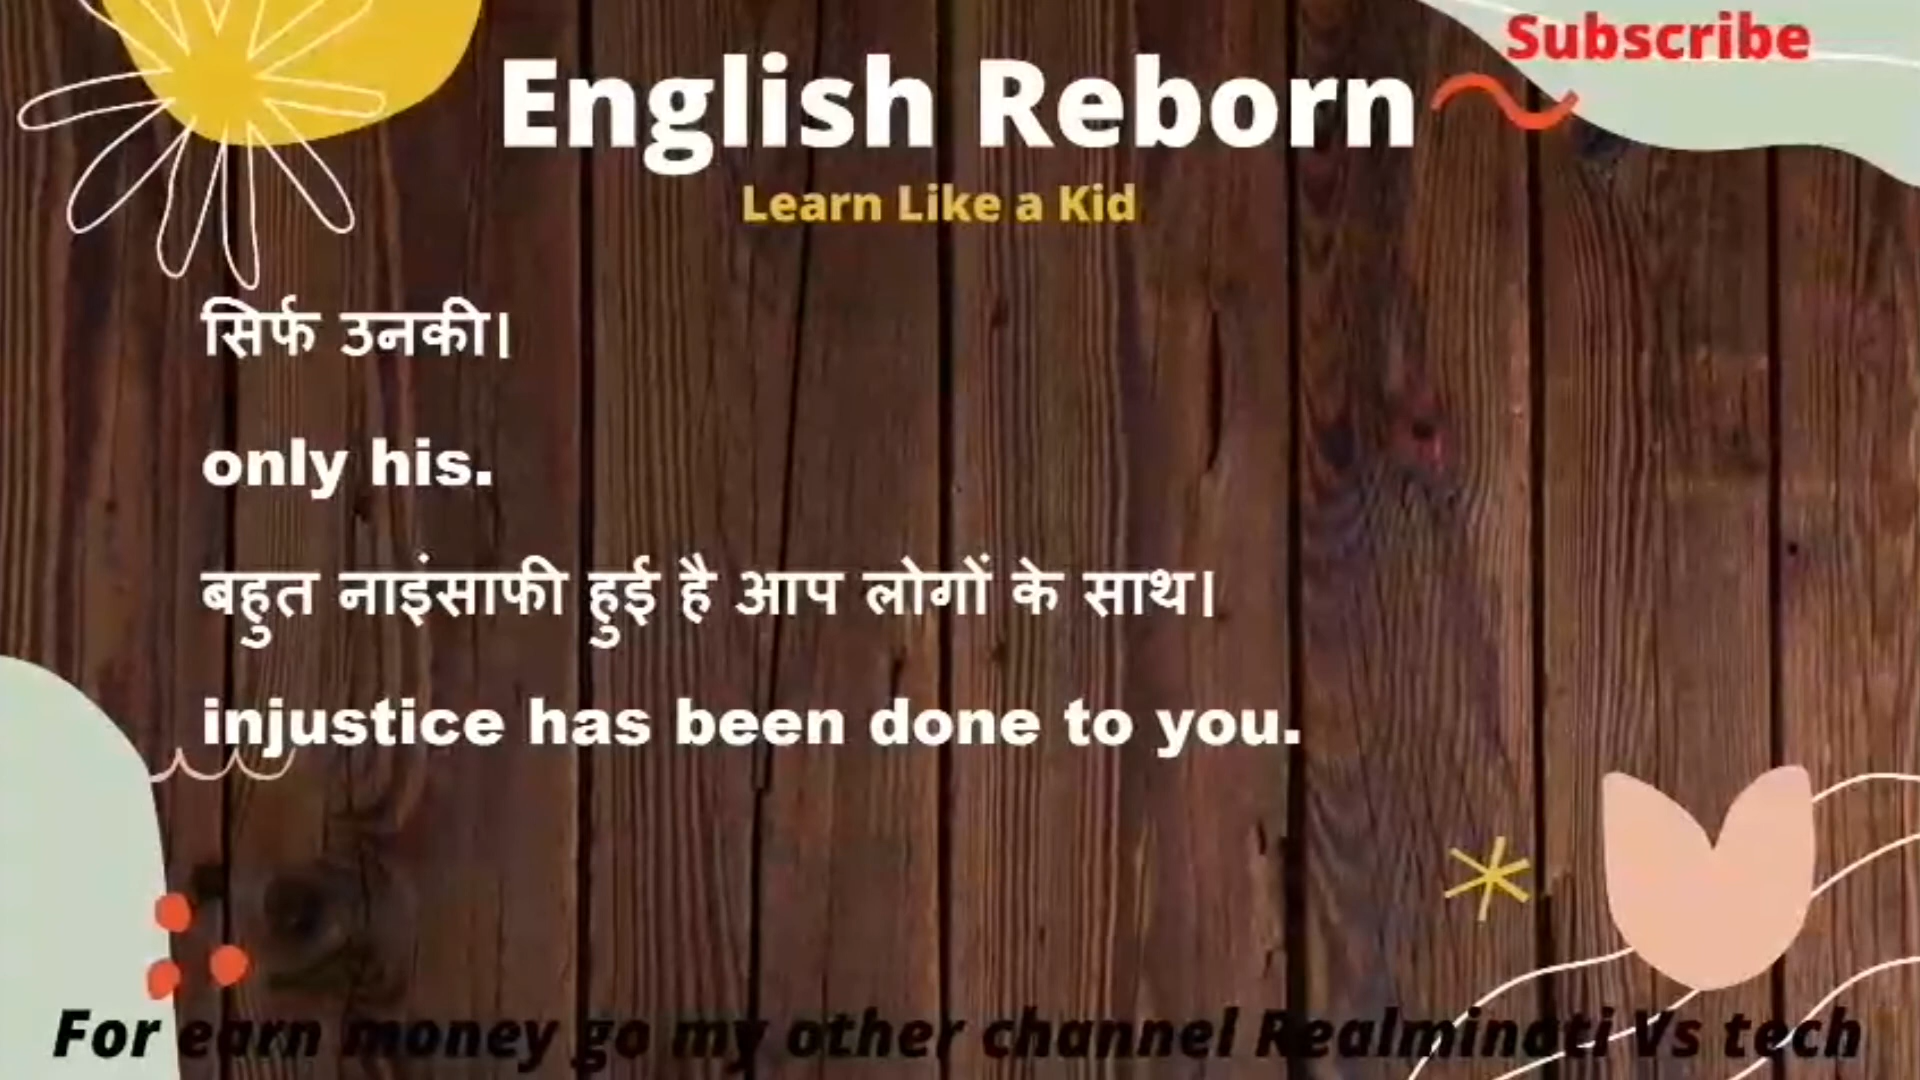 Subscribe
English Reborn
Learn Like a Kid
सिर्फ उनकी।
only his.
बहुत नाइंसाफी हुई है आप लोगों के साथ।
injustice has been done to you.
For earn money go my other channel Realminati Vs tech